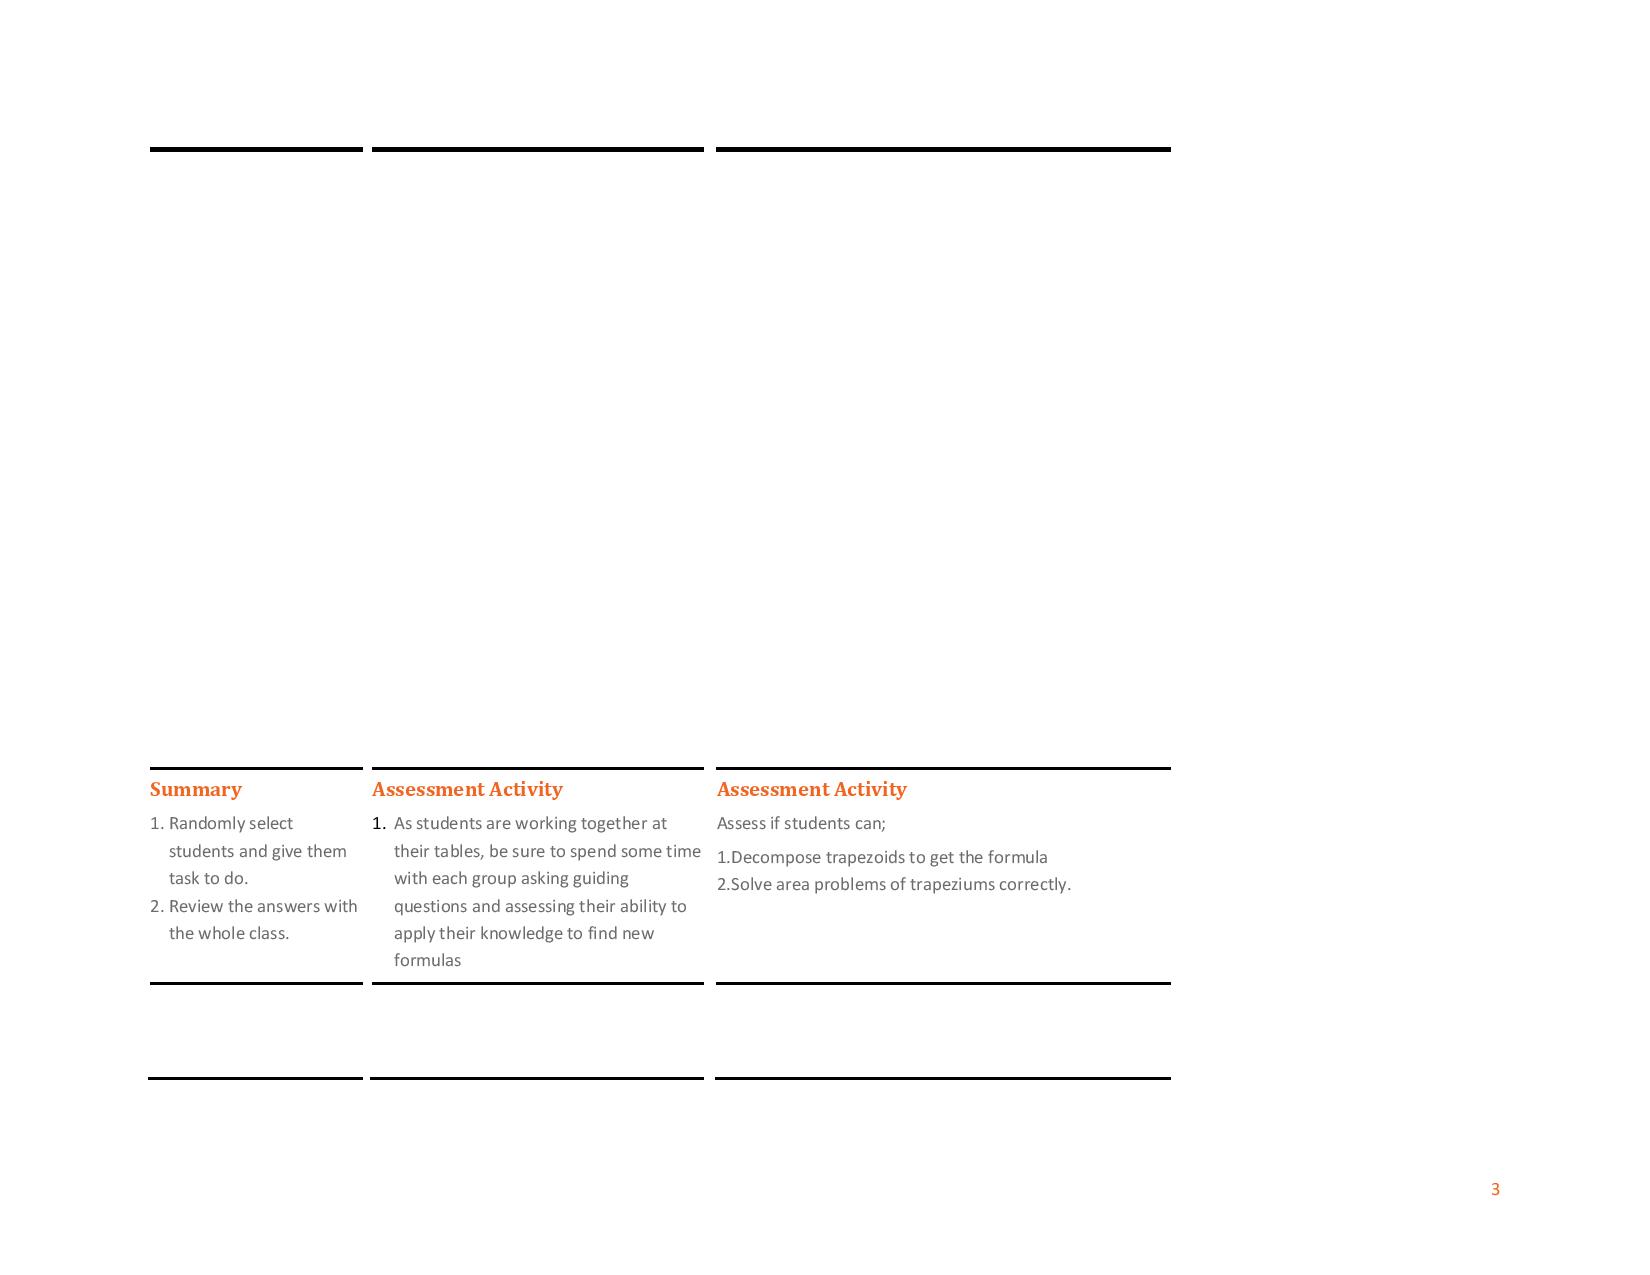 Summary
1. Randomly select
students and give them
task to do.
2. Review the answers with
the whole class.
Assessment Activity
1. As students are working together at
their tables, be sure to spend some time
with each group asking guiding
questions and assessing their ability to
apply their knowledge to find new
formulas
Assessment Activity
Assess if students can;
1.Decompose trapezoids to get the formula
2.Solve area problems of trapeziums correctly.
3